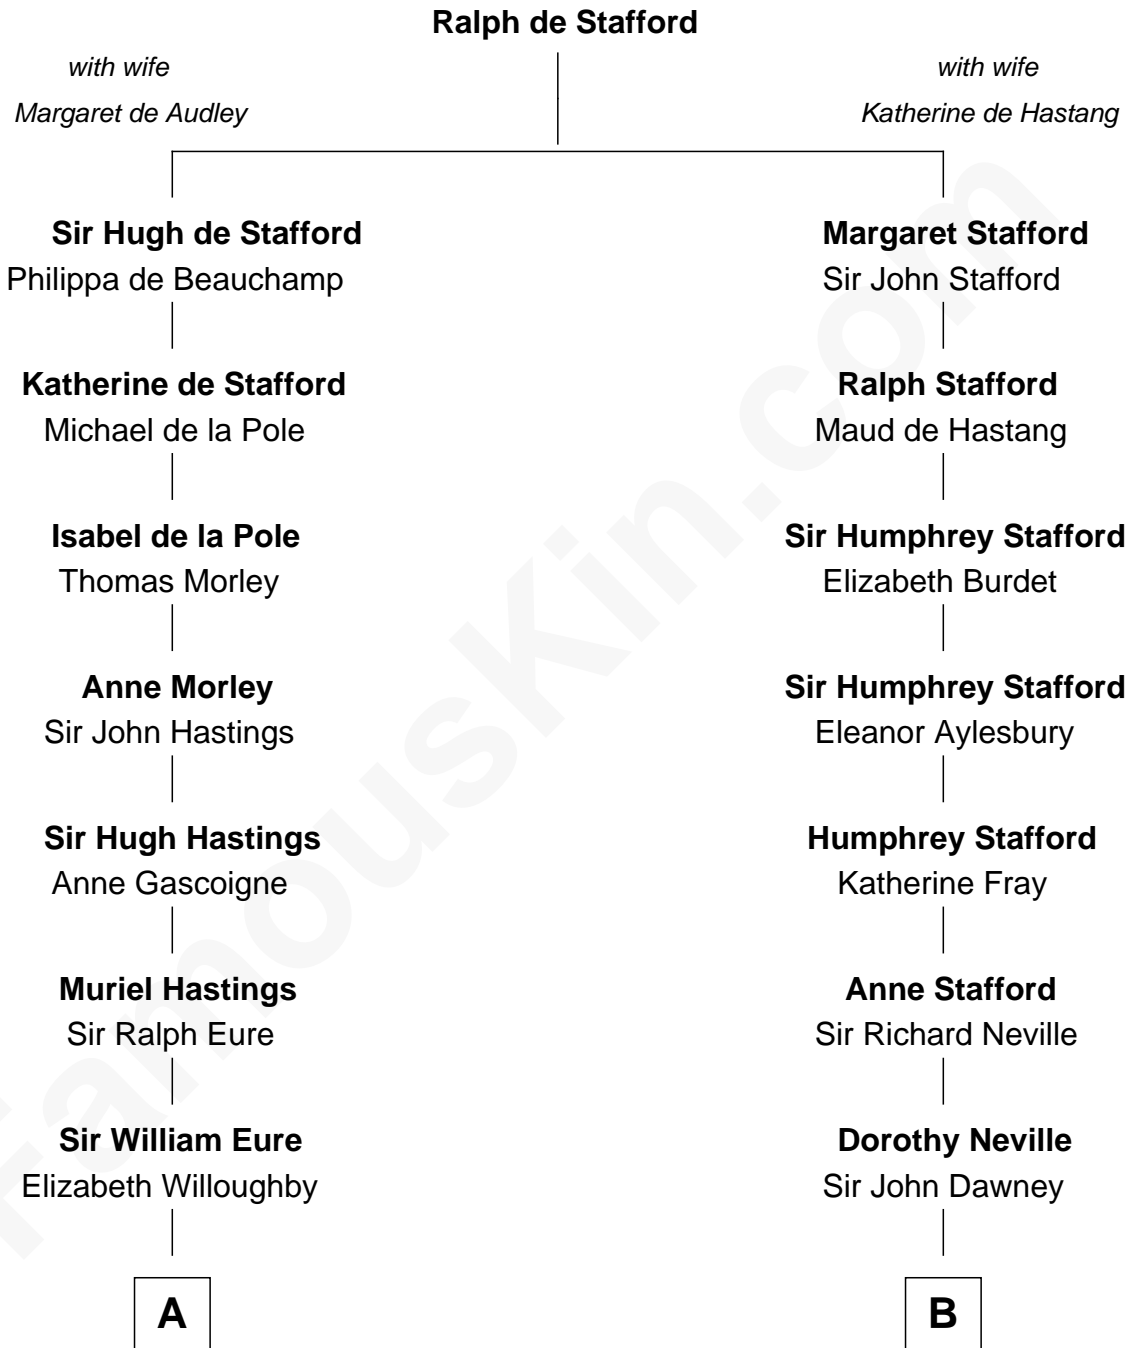 Ralph de Stafford
with wife
Margaret de Audley
with wife
Katherine de Hastang
Sir Hugh de Stafford
Philippa de Beauchamp
Margaret Stafford
Sir John Stafford
Katherine de Stafford
Michael de la Pole
Ralph Stafford
Maud de Hastang
Isabel de la Pole
Thomas Morley
Sir Humphrey Stafford
Elizabeth Burdet
Anne Morley
Sir John Hastings
Sir Humphrey Stafford
Eleanor Aylesbury
Sir Hugh Hastings
Anne Gascoigne
Humphrey Stafford
Katherine Fray
Muriel Hastings
Sir Ralph Eure
Anne Stafford
Sir Richard Neville
Sir William Eure
Elizabeth Willoughby
Dorothy Neville
Sir John Dawney
A
B
FamousKin.com